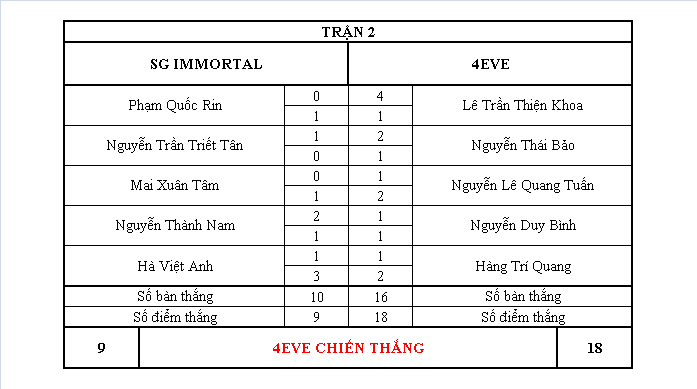 TRẬN 2
SG IMMORTAL 4EVE
Phạm Quốc Rin 0 4 Lê Trần Thiện Khoa
1 1
Nguyễn Trần Triết Tân 1 2 Nguyễn Thái Bảo
0 1
Mai Xuân Tâm 0 1 Nguyễn Lê Quang Tuấn
1 2
Nguyễn Thành Nam 2 1 Nguyễn Duy Bình
1 1
Hà Việt Anh 1 1 Hàng Trí Quang
3 2
Số bàn thắng 10 16 Số bàn thắng
Số điểm thắng 9 18 Số điểm thắng
9 4EVE CHIẾN THẮNG 18